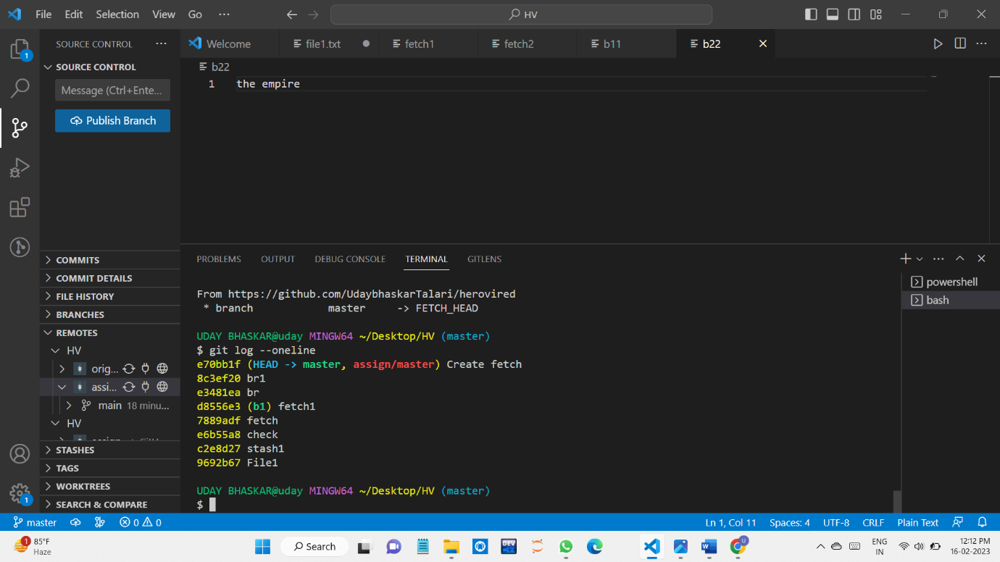 File Edit Selection View Go ··· HV
SOURCE CONTROL ···
Welcome file1.txt fetch1 fetch2 b11 b22
1
SOURCE CONTROL
b22
Message (Ctrl+Ente...
1 the empire
Publish Branch
PROBLEMS OUTPUT DEBUG CONSOLE TERMINAL GITLENS
From https://github.com/UdaybhaskarTalari/herovired
* branch master -> FETCH_HEAD
UDAY BHASKAR@uday MINGW64 ~/Desktop/HV (master)
$ git log --oneline
e70bb1f (HEAD -> master, assign/master) Create fetch
8c3ef20 br1
e3481ea br
d8556e3 (b1) fetch1
7889adf fetch
e6b55a8 check
c2e8d27 stash1
9692b67 File1
UDAY BHASKAR@uday MINGW64 ~/Desktop/HV (master)
$
powershell
bash
COMMITS
COMMIT DETAILS
FILE HISTORY
BRANCHES
REMOTES
HV
orig...
assi...
main 18 minu...
HV
STASHES
TAGS
WORKTREES
SEARCH & COMPARE
1
master 0 0 Ln 1, Col 11 Spaces: 4 UTF-8 CRLF Plain Text
1 85°F
Haze
Search
DEV
U
ENG
IN
12:12 PM
16-02-2023